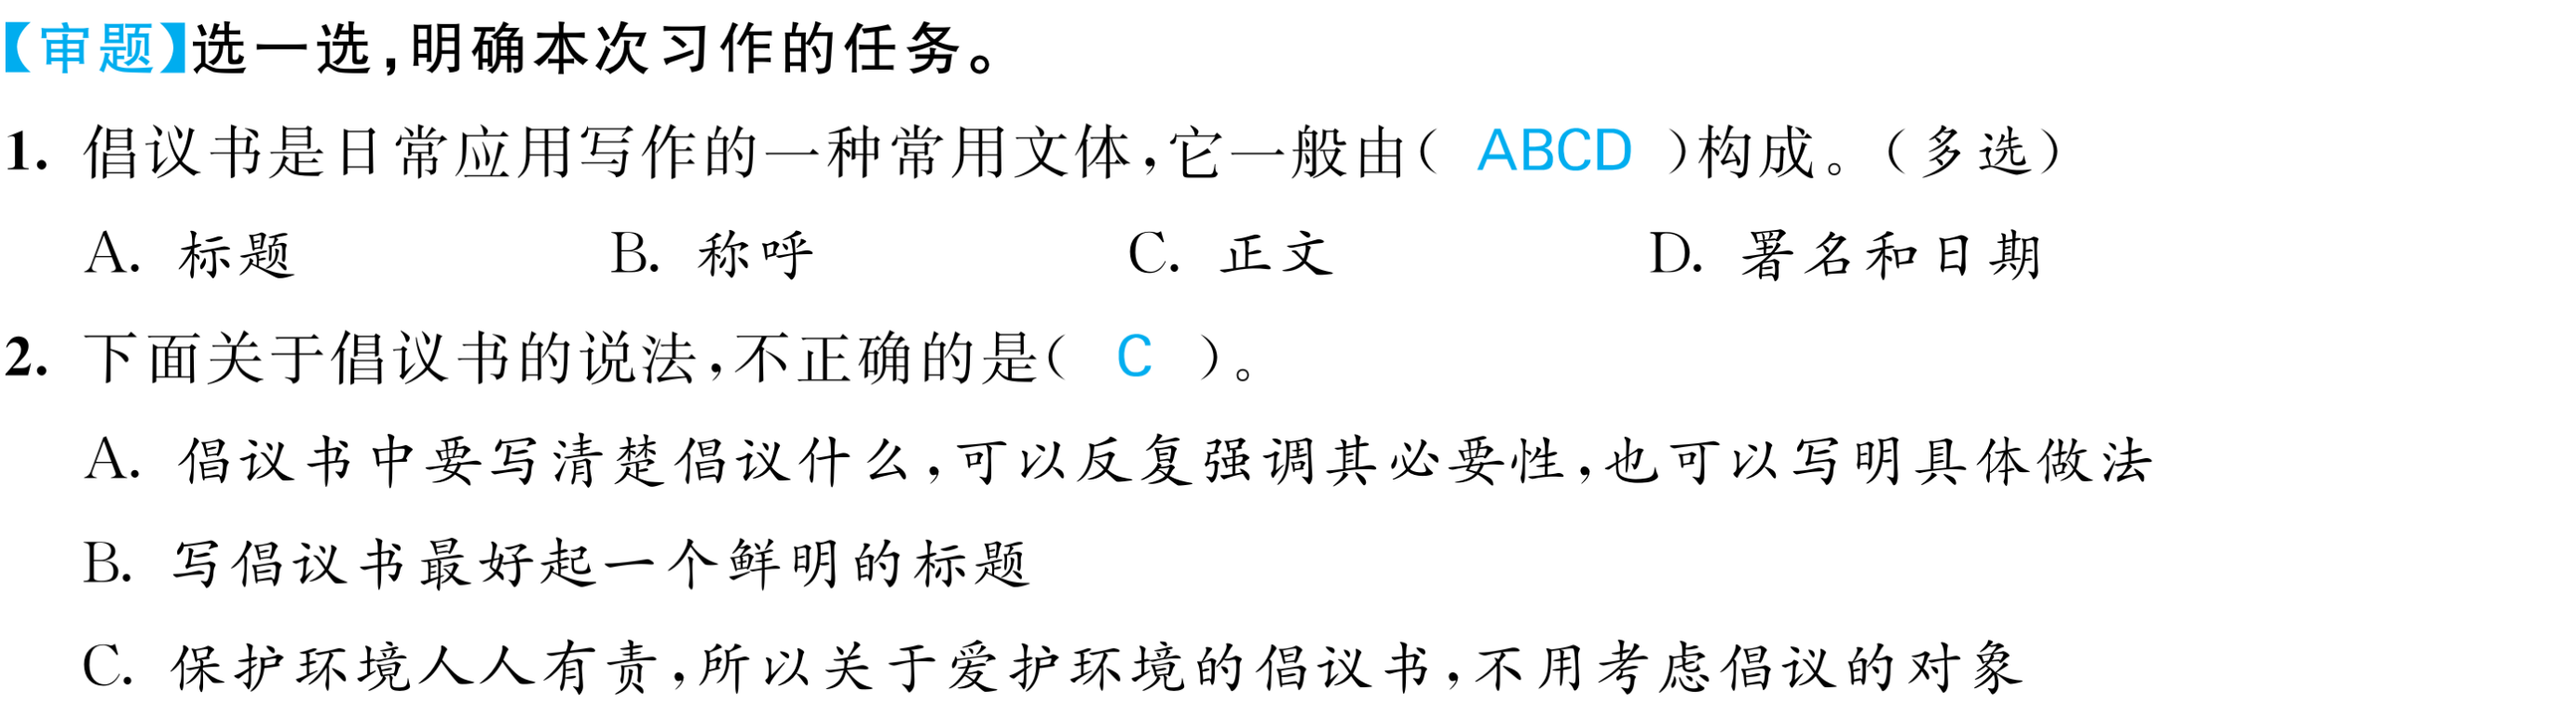 【审题】选一选,明确本次习作的任务。
1. 倡议书是日常应用写作的一种常用文体,它一般由( ABCD )构成。(多选)
A. 标题 B. 称呼 C. 正文 D. 署名和日期
2. 下面关于倡议书的说法,不正确的是( C )。
A. 倡议书中要写清楚倡议什么,可以反复强调其必要性,也可以写明具体做法
B. 写倡议书最好起一个鲜明的标题
C. 保护环境人人有责,所以关于爱护环境的倡议书,不用考虑倡议的对象